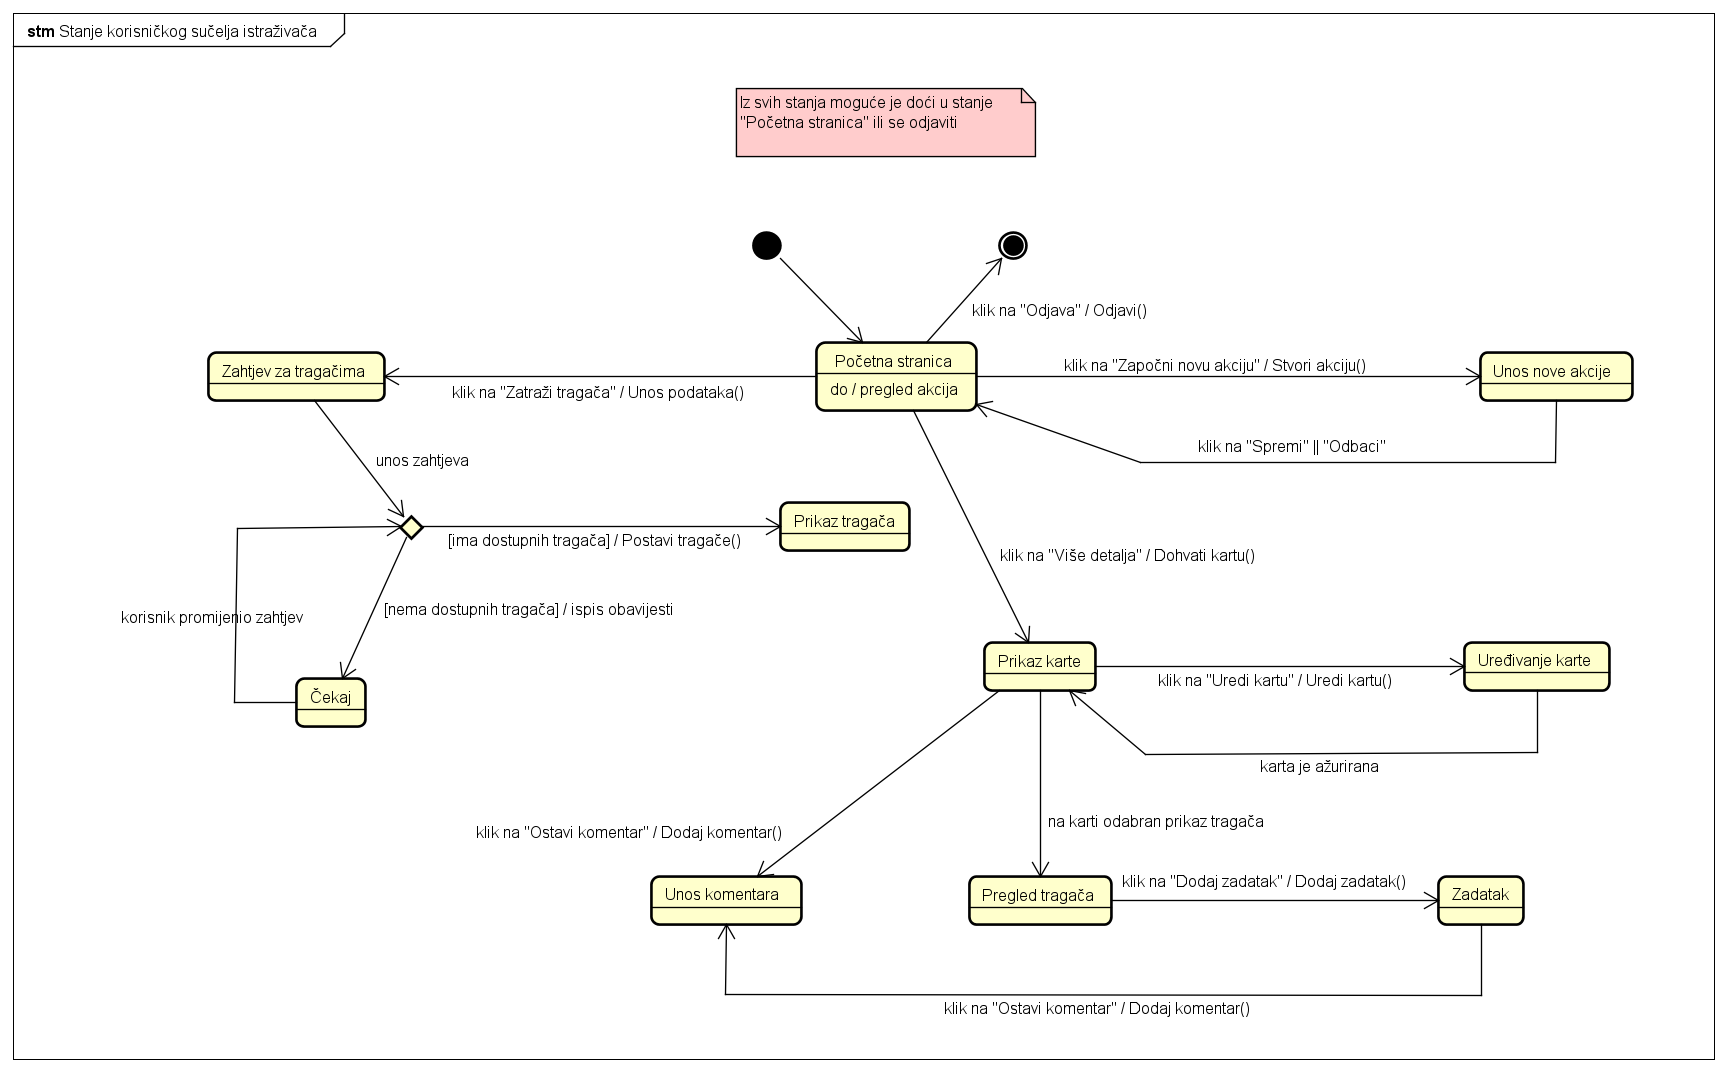 stm Stanje korisničkog sučelja istraživača
Iz svih stanja moguće je doći u stanje
"Početna stranica" ili se odjaviti
klik na "Odjava" / Odjavi()
Zahtjev za tragačima
Početna stranica
do / pregled akcija
klik na "Započni novu akciju" / Stvori akciju()
Unos nove akcije
klik na "Zatraži tragača" / Unos podataka()
klik na "Spremi" || "Odbaci"
unos zahtjeva
Prikaz tragača
[ima dostupnih tragača] / Postavi tragače()
klik na "Više detalja" / Dohvati kartu()
[nema dostupnih tragača] / ispis obavijesti
korisnik promijenio zahtjev
Prikaz karte
Uređivanje karte
klik na "Uredi kartu" / Uredi kartu()
Čekaj
karta je ažurirana
na karti odabran prikaz tragača
klik na "Ostavi komentar" / Dodaj komentar()
klik na "Dodaj zadatak" / Dodaj zadatak()
Unos komentara
Pregled tragača
Zadatak
klik na "Ostavi komentar" / Dodaj komentar()